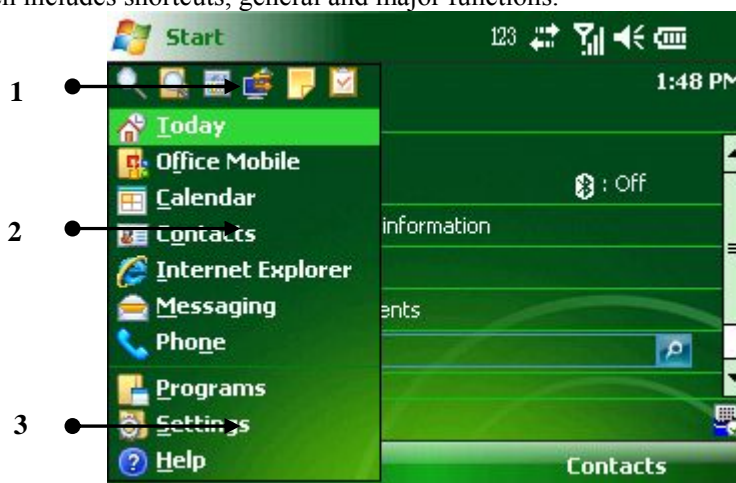 en includes shortcuts, general and major functions.
Start 123
1 1:48 PM
Today
Office Mobile
: Off
Calendar
2 Contacts information
Internet Explorer
Messaging ents
Phone
Programs
3 Settings
Help
Contacts